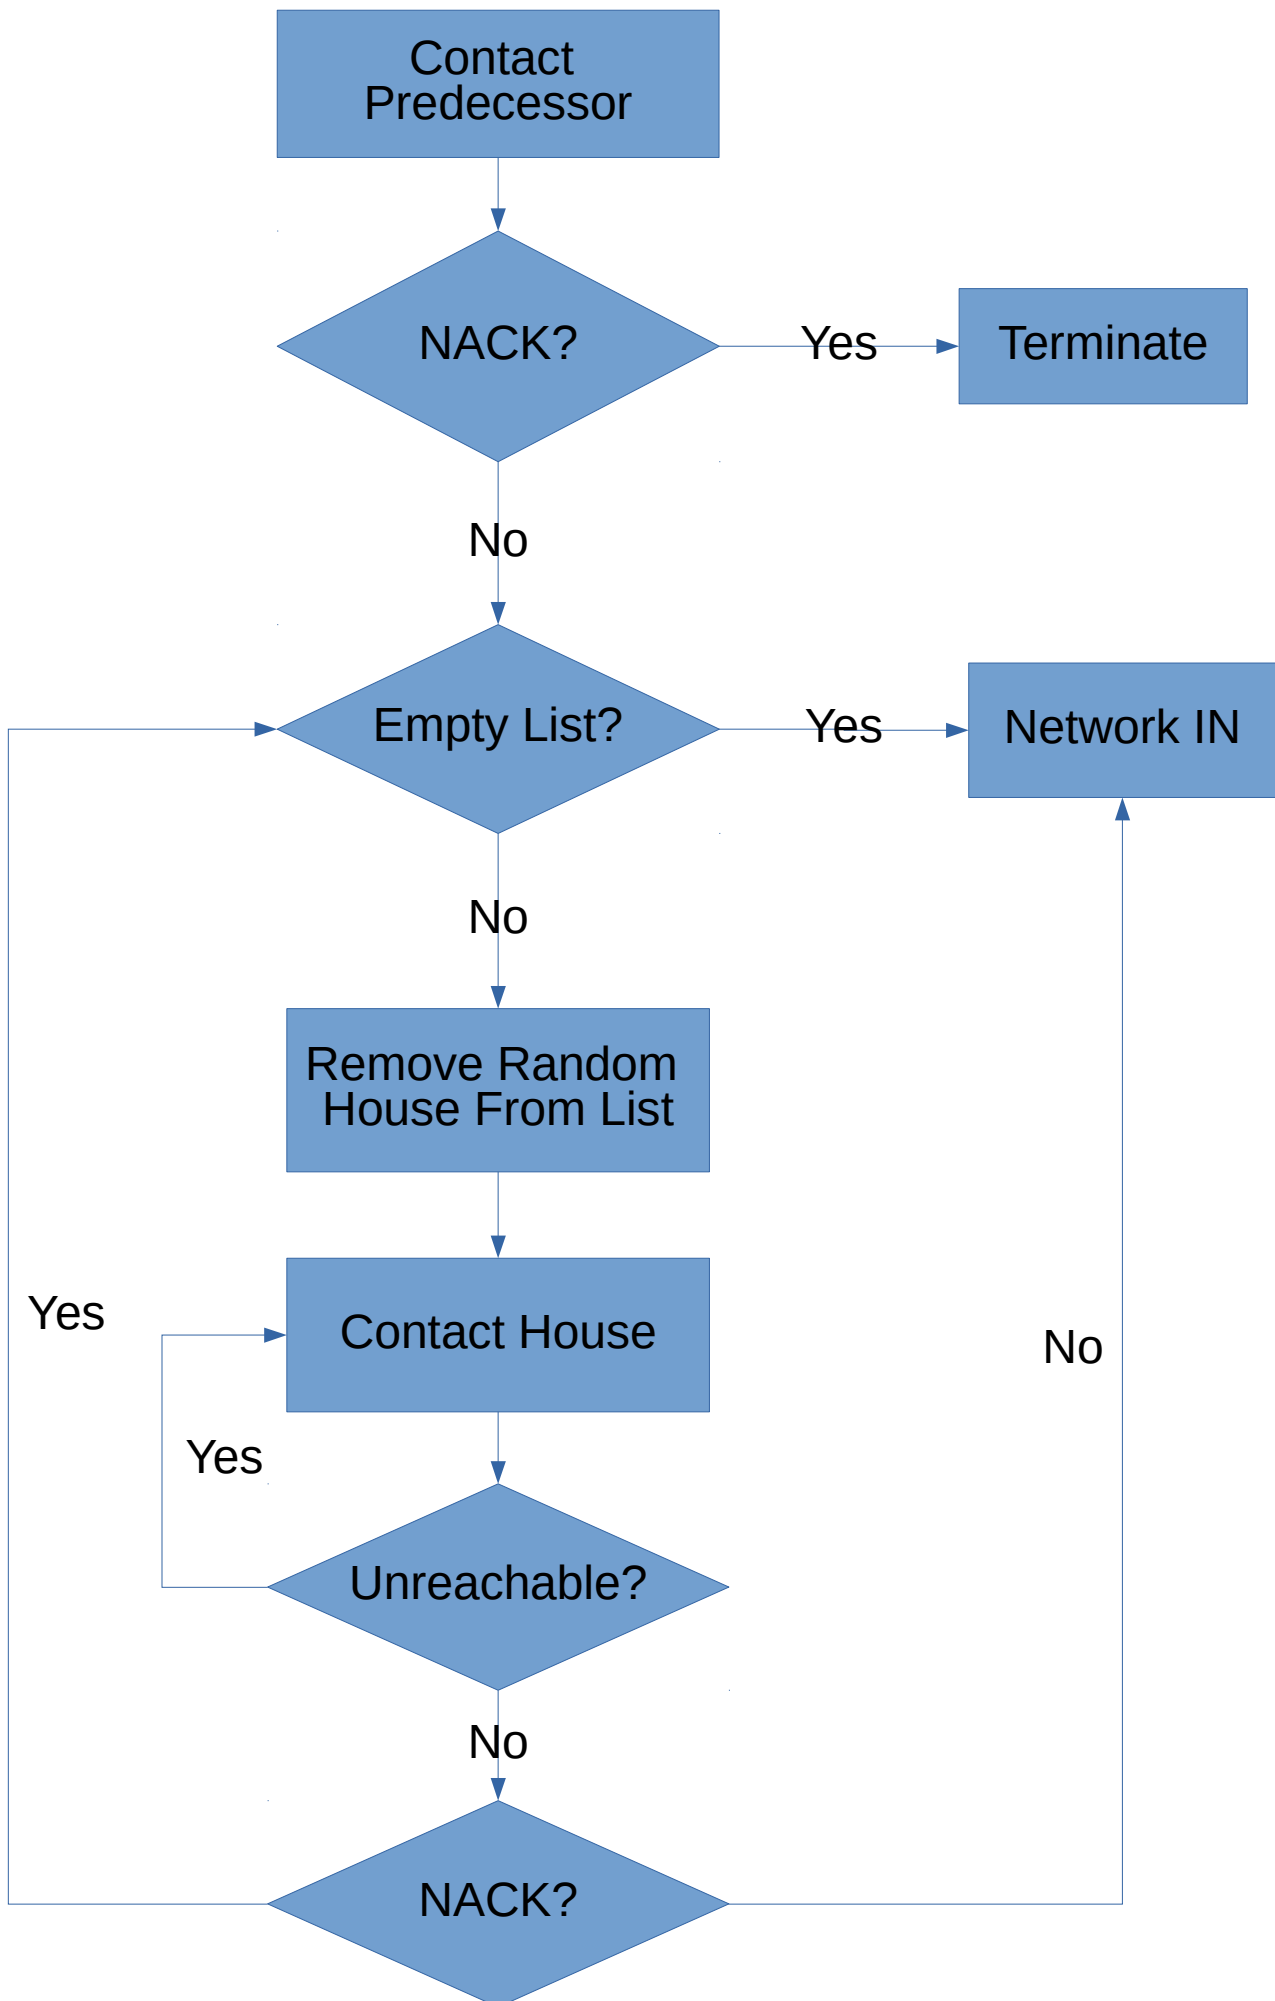 Contact
Predecessor
NACK?
Yes
Terminate
No
Empty List?
Yes
Network IN
No
Remove Random
House From List
Yes
Contact House
No
Yes
Unreachable?
No
NACK?